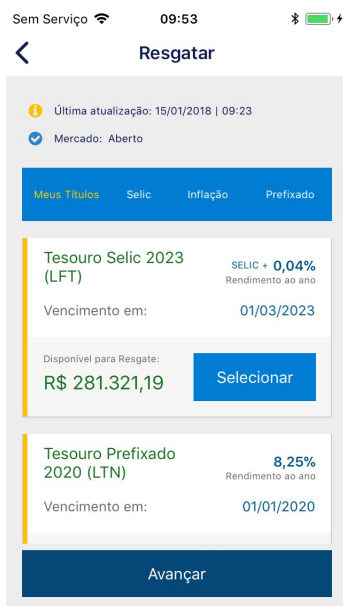 Sem Serviço 09:53
Resgatar
Última atualização: 15/01/2018 | 09:23
Mercado: Aberto
Meus Títulos Selic Inflação Prefixado
Tesouro Selic 2023
(LFT)
SELIC + 0,04%
Rendimento ao ano
Vencimento em: 01/03/2023
Disponível para Resgate:
R$ 281.321,19
Selecionar
Tesouro Prefixado
2020 (LTN)
8,25%
Rendimento ao ano
Vencimento em: 01/01/2020
Avançar